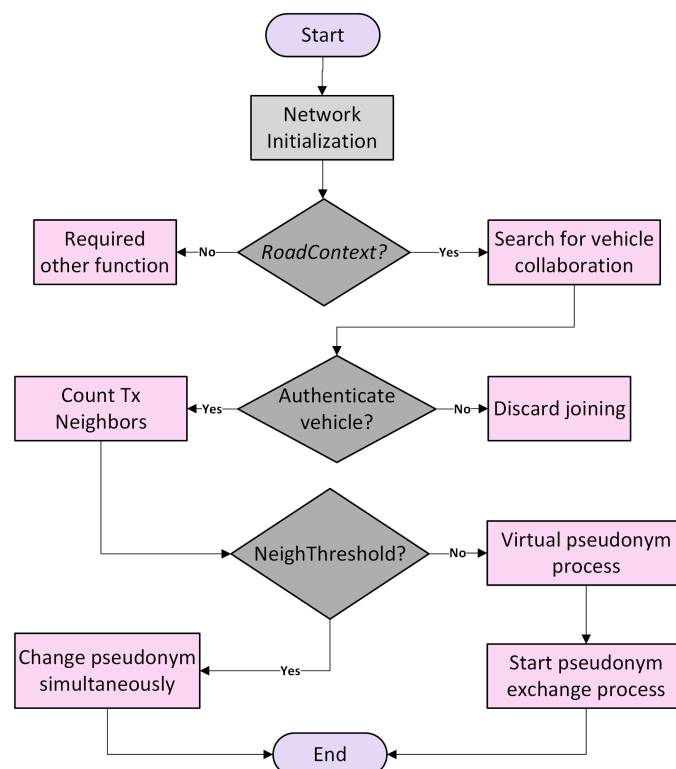 Start
Network
Initialization
Required
other function
No
RoadContext?
Yes
Search for vehicle
collaboration
Count Tx
Neighbors
Yes
Authenticate
vehicle?
No
Discard joining
NeighThreshold?
No
Virtual pseudonym
process
Change pseudonym
simultaneously
Yes
Start pseudonym
exchange process
End